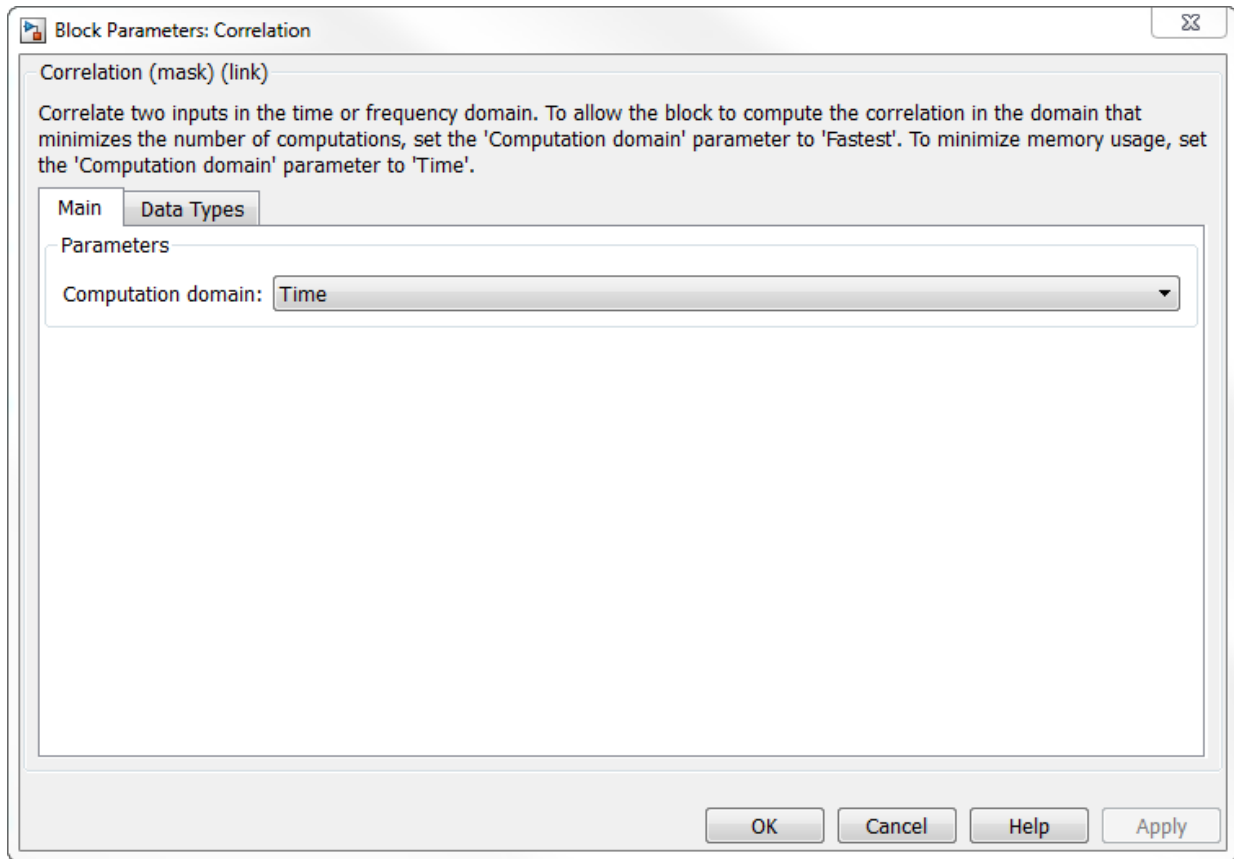 Block Parameters: Correlation
Correlation (mask) (link)
Correlate two inputs in the time or frequency domain. To allow the block to compute the correlation in the domain that
minimizes the number of computations, set the 'Computation domain' parameter to 'Fastest'. To minimize memory usage, set
the 'Computation domain' parameter to 'Time'.
Main Data Types
Parameters
Computation domain: Time
OK Cancel Help Apply